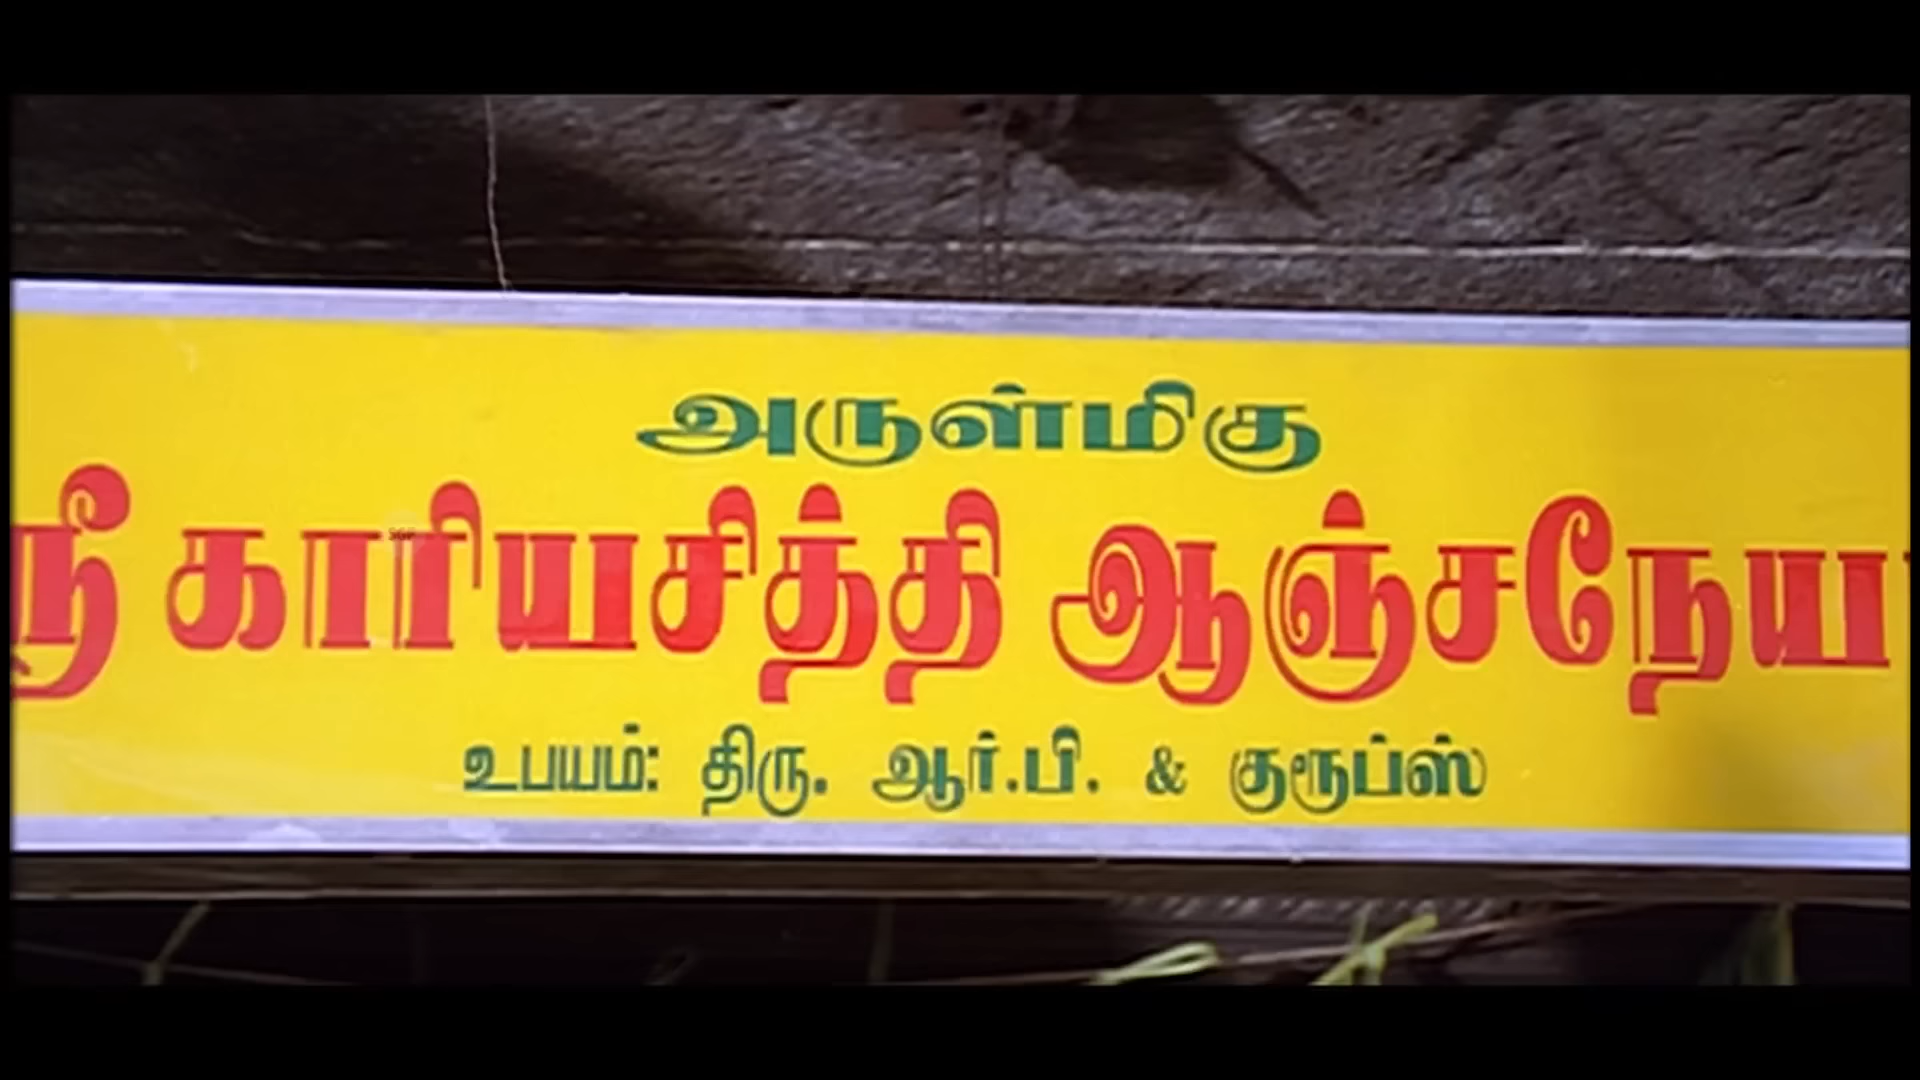 அருள்மிகு
ஸ்ரீ காரியசித்தி ஆஞ்சநேய
உபயம்: திரு. ஆர்.பி. & குரூப்ஸ்